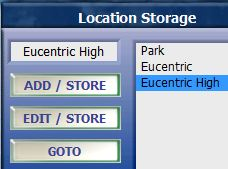 Location Storage
Eucentric High
ADD / STORE
EDIT / STORE
GOTO
Park
Eucentric
Eucentric High